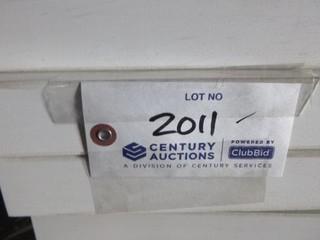 LOT NO
2011
CENTURY AUCTIONS POWERED BY ClubBid
A DIVISION OF CENTURY SERVICES